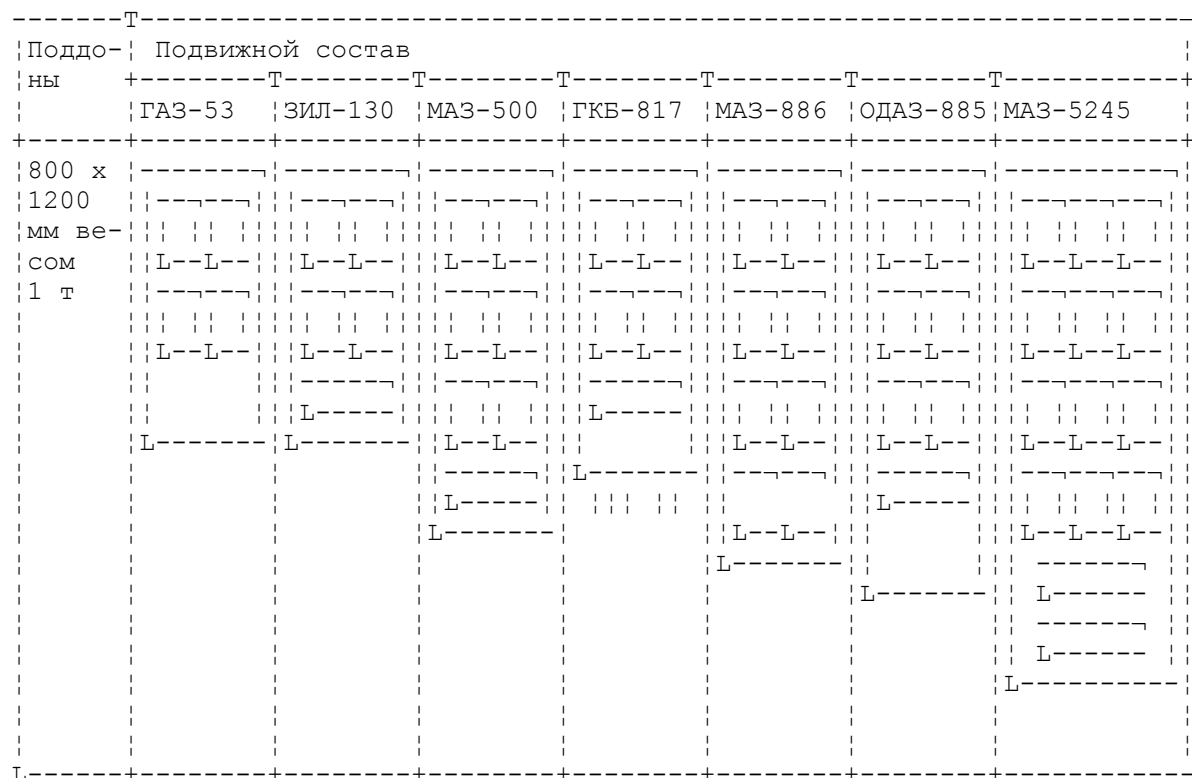 Поддо- Подвижной состав
ны
ГАЗ-53 ЗИЛ-130 МАЗ-500 ГКБ-817 МАЗ-886 ОДАЗ-885 МАЗ-5245
800 х
1200
мм ве-
сом
1 т